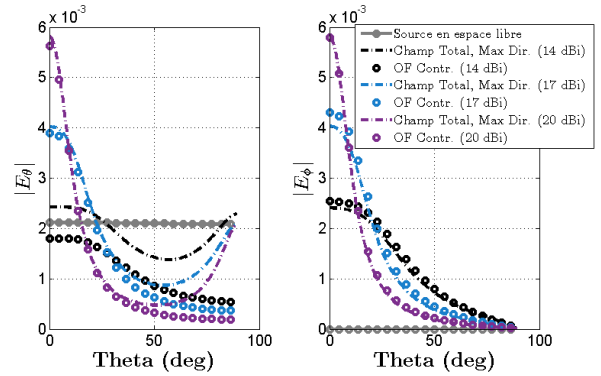 x 10⁻³
6
5
4
3
2
1
0
|E_θ|
0
50
100
Theta (deg)
x 10⁻³
6
5
4
3
2
1
0
|E_ϕ|
0
50
100
Theta (deg)
Source en espace libre
Champ Total, Max Dir. (14 dBi)
OF Contr. (14 dBi)
Champ Total, Max Dir. (17 dBi)
OF Contr. (17 dBi)
Champ Total, Max Dir. (20 dBi)
OF Contr. (20 dBi)